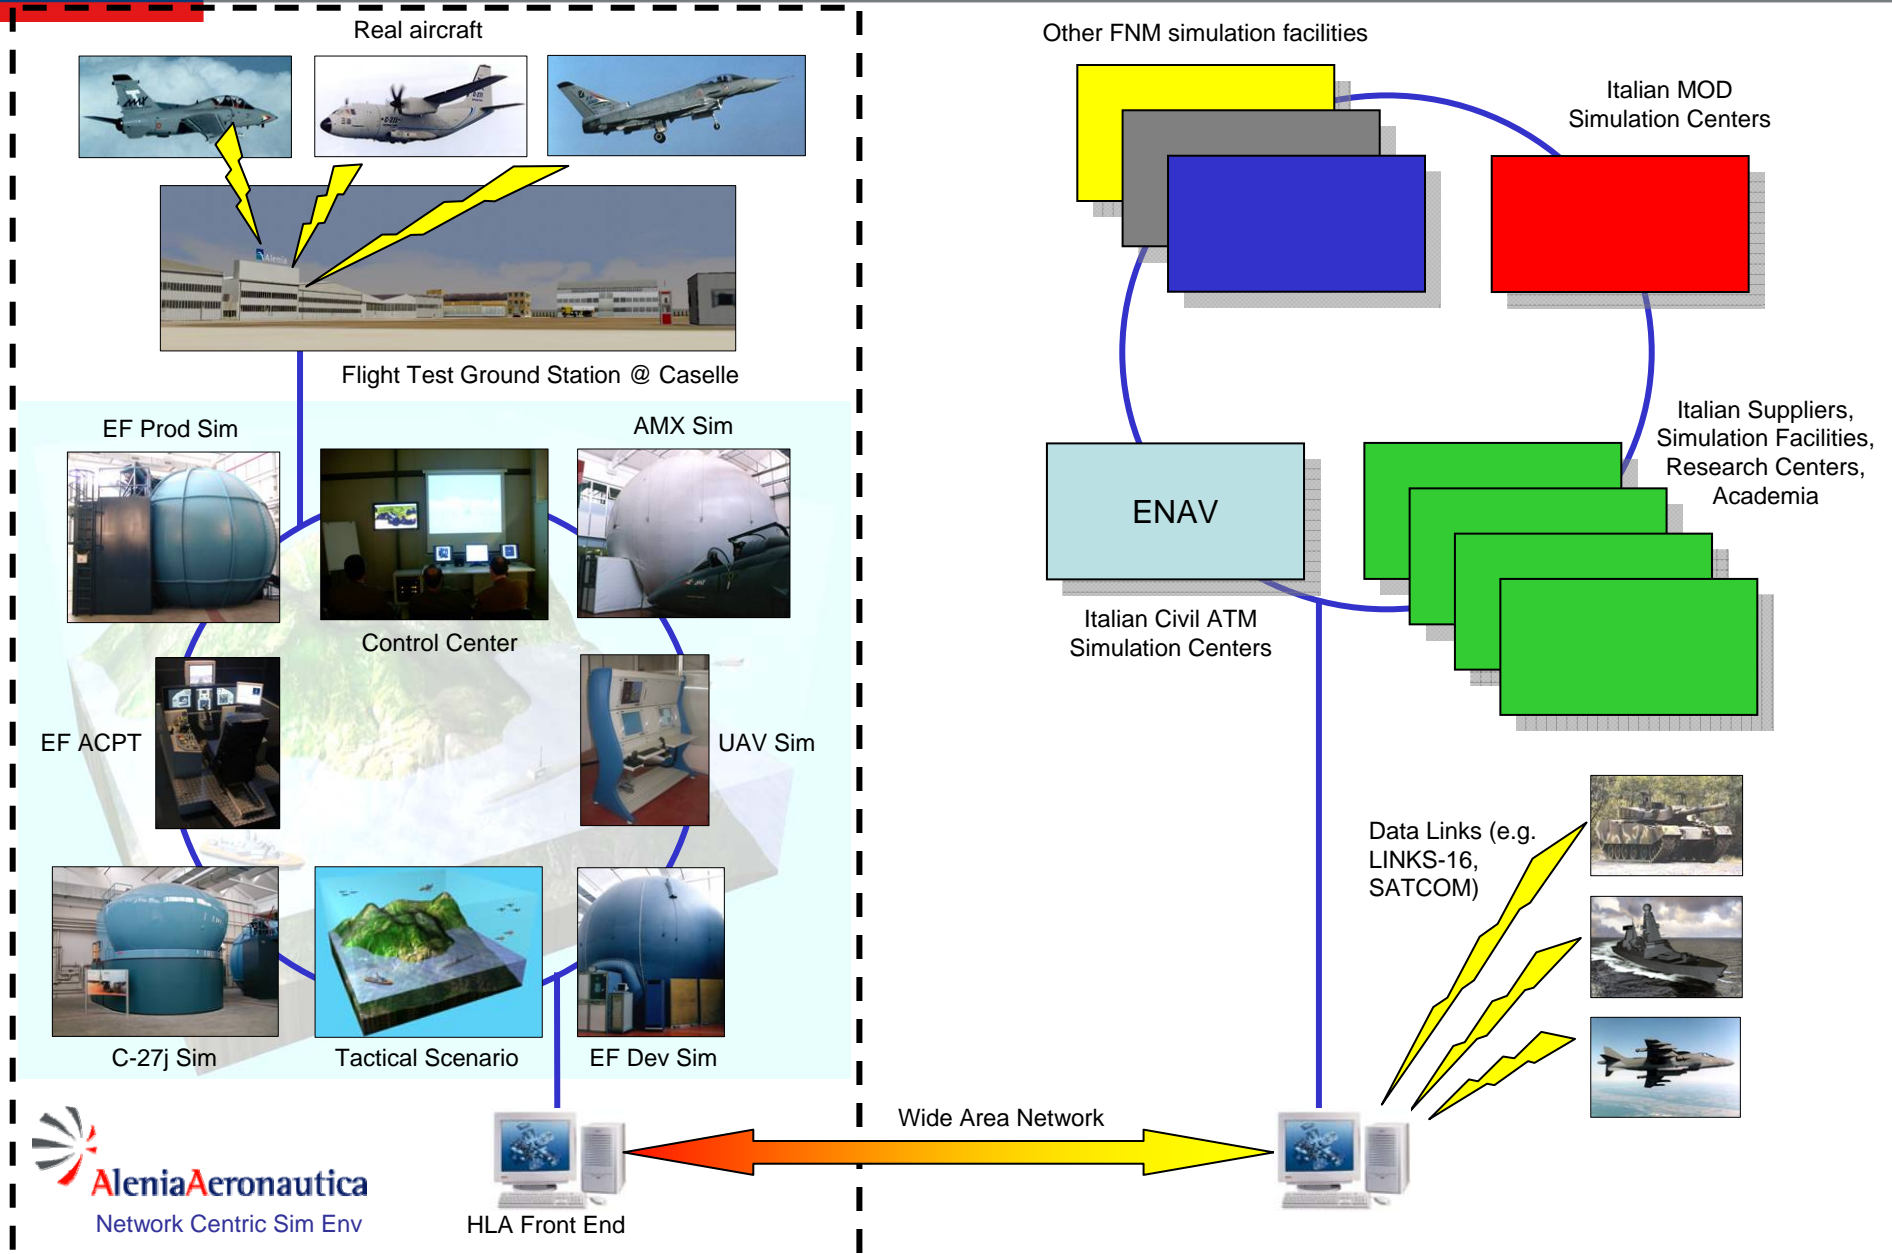 Real aircraft
Alenia
Flight Test Ground Station @ Caselle
EF Prod Sim
AMX Sim
Control Center
EF ACPT
UAV Sim
C-27j Sim
Tactical Scenario
EF Dev Sim
AleniaAeronautica
Network Centric Sim Env
HLA Front End
Wide Area Network
Other FNM simulation facilities
Italian MOD
Simulation Centers
ENAV
Italian Civil ATM
Simulation Centers
Italian Suppliers,
Simulation Facilities,
Research Centers,
Academia
Data Links (e.g.
LINKS-16,
SATCOM)